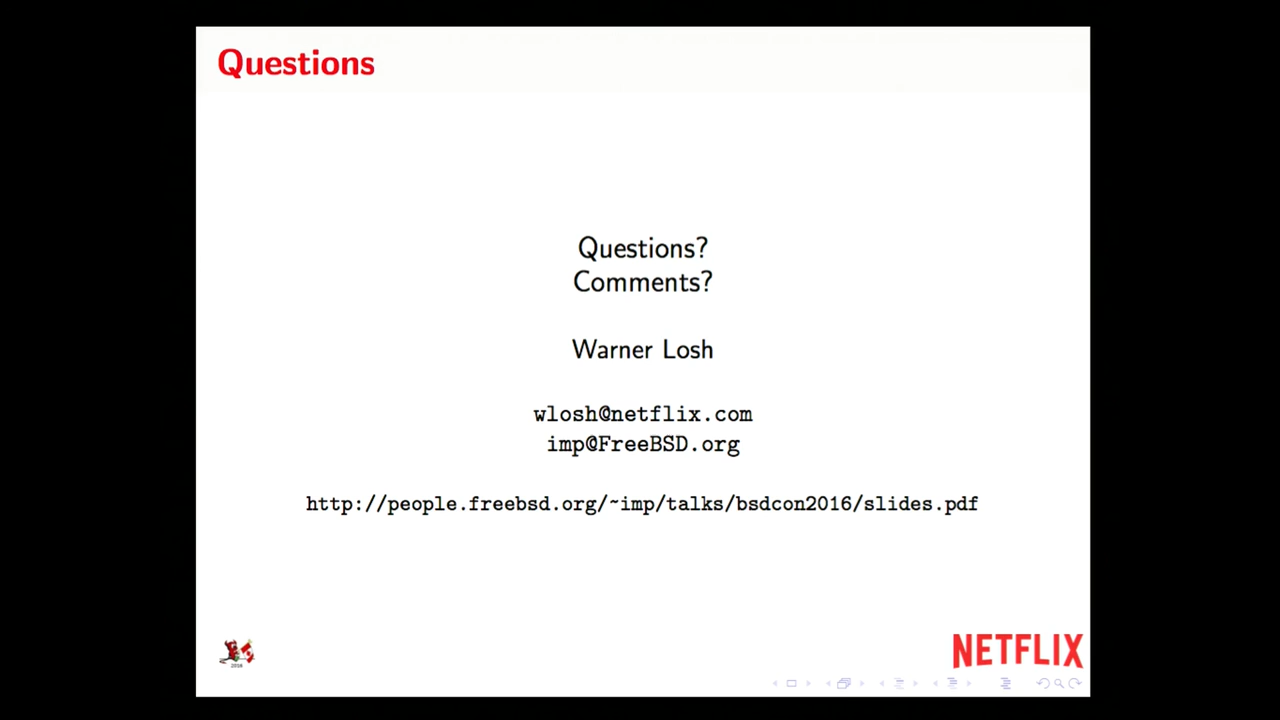 Questions
Questions?
Comments?
Warner Losh
wlosh@netflix.com
imp@FreeBSD.org
http://people.freebsd.org/~imp/talks/bsdcon2016/slides.pdf
2016
NETFLIX